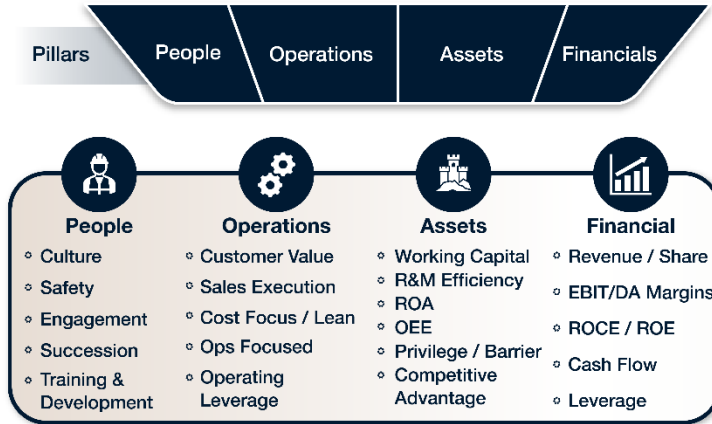 Pillars
People
Operations
Assets
Financials
People
Culture
Safety
Engagement
Succession
Training &
Development
Operations
Customer Value
Sales Execution
Cost Focus / Lean
Ops Focused
Operating
Leverage
Assets
Working Capital
R&M Efficiency
ROA
OEE
Privilege / Barrier
Competitive
Advantage
Financial
Revenue / Share
EBIT/DA Margins
ROCE / ROE
Cash Flow
Leverage